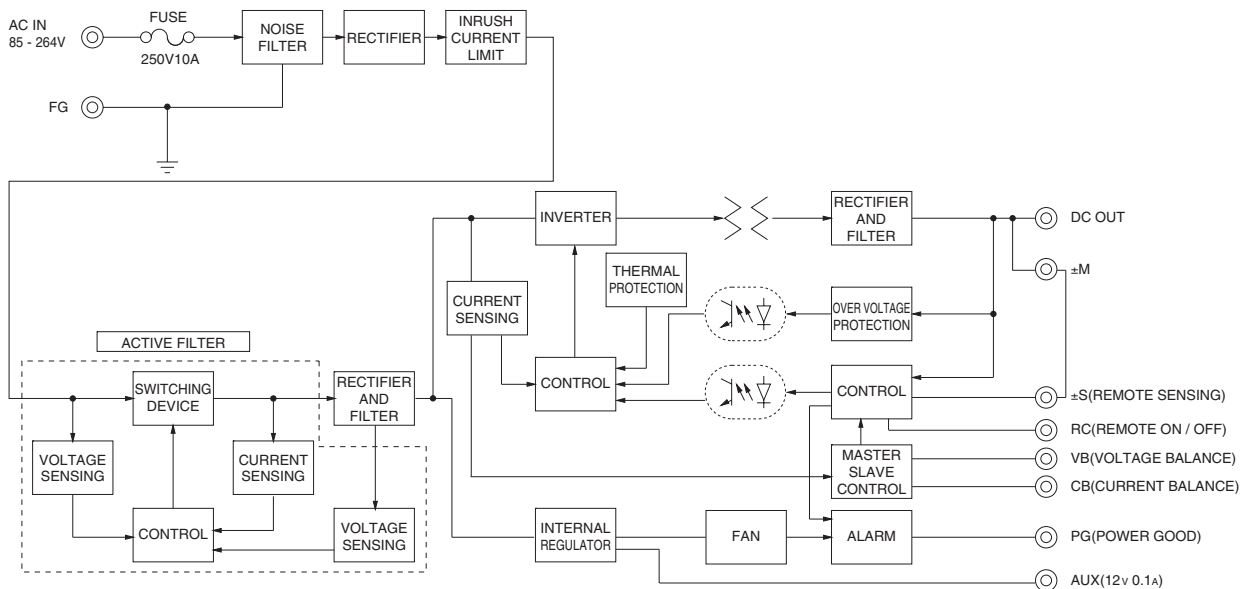 AC IN
85 - 264V
FUSE
250V10A
NOISE
FILTER
RECTIFIER
INRUSH
CURRENT
LIMIT
FG
INVERTER
RECTIFIER
AND
FILTER
DC OUT
±M
THERMAL
PROTECTION
CURRENT
SENSING
OVER VOLTAGE
PROTECTION
ACTIVE FILTER
SWITCHING
DEVICE
RECTIFIER
AND
FILTER
CONTROL
CONTROL
±S(REMOTE SENSING)
RC(REMOTE ON / OFF)
VOLTAGE
SENSING
CURRENT
SENSING
MASTER
SLAVE
CONTROL
VB(VOLTAGE BALANCE)
CB(CURRENT BALANCE)
CONTROL
VOLTAGE
SENSING
INTERNAL
REGULATOR
FAN
ALARM
PG(POWER GOOD)
AUX(12V 0.1A)